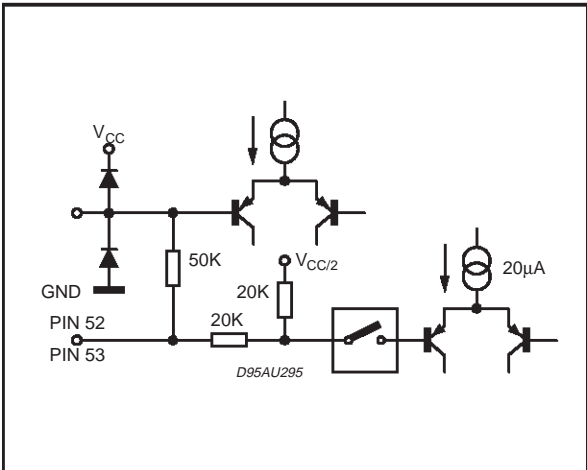 VCC
50K
VCC/2
20µA
GND
20K
PIN 52
20K
PIN 53
D95AU295